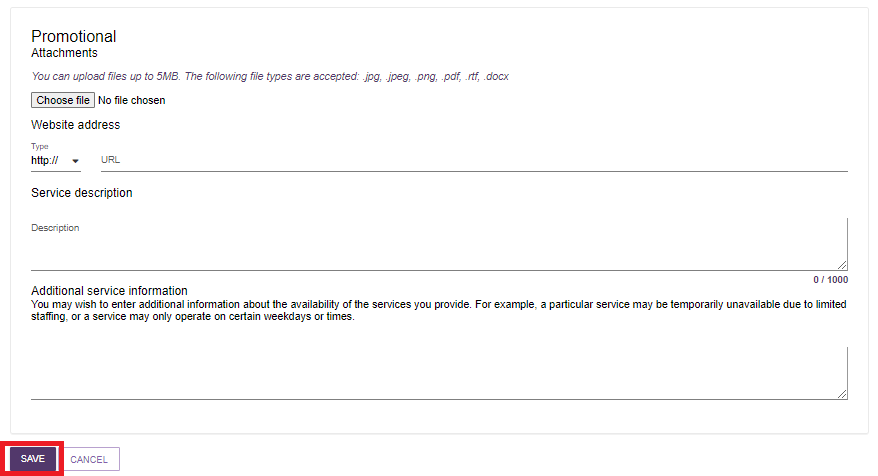 Promotional
Attachments
You can upload files up to 5MB. The following file types are accepted: .jpg, .jpeg, .png, .pdf, .rtf, .docx
Choose file No file chosen
Website address
Type
http:// URL
Service description
Description
0 / 1000
Additional service information
You may wish to enter additional information about the availability of the services you provide. For example, a particular service may be temporarily unavailable due to limited
staffing, or a service may only operate on certain weekdays or times.
SAVE CANCEL